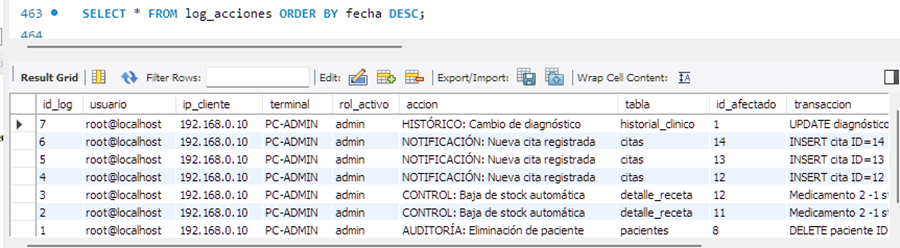 463 SELECT * FROM log_acciones ORDER BY fecha DESC;
464
Result Grid Filter Rows: Edit: Export/Import: Wrap Cell Content:
id_log usuario ip_cliente terminal rol_activo accion tabla id_afectado transaccion
7 root@localhost 192.168.0.10 PC-ADMIN admin HISTÓRICO: Cambio de diagnóstico historial_clinico 1 UPDATE diagnóstico
6 root@localhost 192.168.0.10 PC-ADMIN admin NOTIFICACIÓN: Nueva cita registrada citas 14 INSERT cita ID=14
5 root@localhost 192.168.0.10 PC-ADMIN admin NOTIFICACIÓN: Nueva cita registrada citas 13 INSERT cita ID=13
4 root@localhost 192.168.0.10 PC-ADMIN admin NOTIFICACIÓN: Nueva cita registrada citas 12 INSERT cita ID=12
3 root@localhost 192.168.0.10 PC-ADMIN admin CONTROL: Baja de stock automática detalle_receta 12 Medicamento 2 -1 s
2 root@localhost 192.168.0.10 PC-ADMIN admin CONTROL: Baja de stock automática detalle_receta 11 Medicamento 2 -1 s
1 root@localhost 192.168.0.10 PC-ADMIN admin AUDITORÍA: Eliminación de paciente pacientes 8 DELETE paciente ID